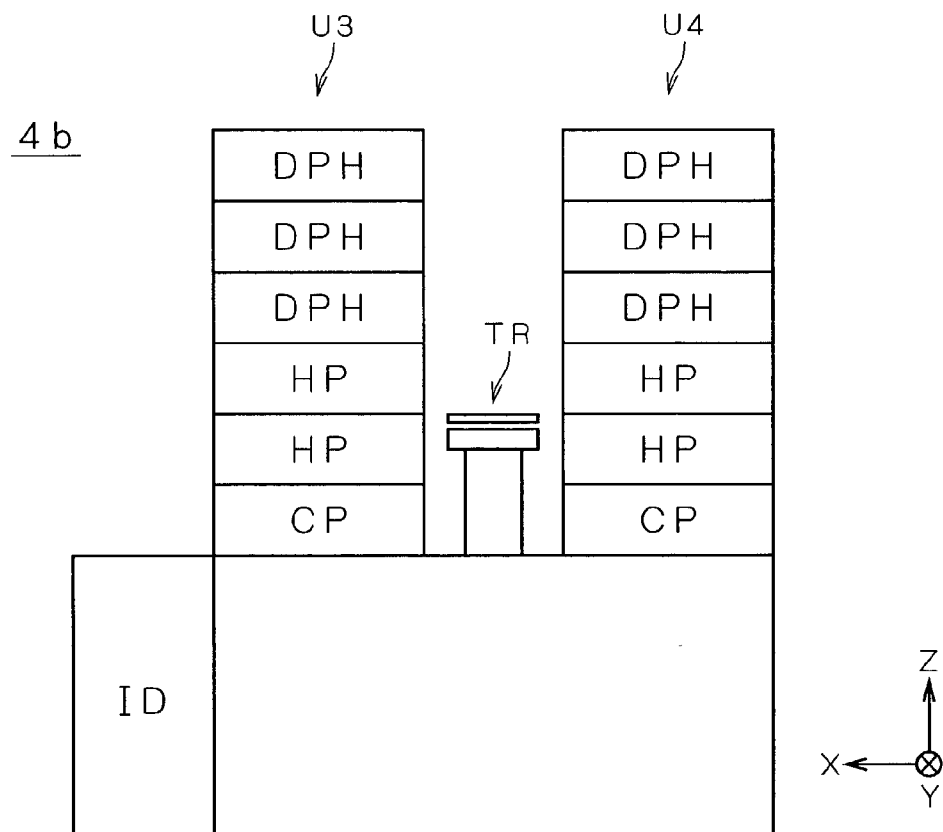 U3 U4
4b
DPH DPH
DPH DPH
DPH DPH
TR
HP HP
HP HP
CP CP
ID
Z
X
Y